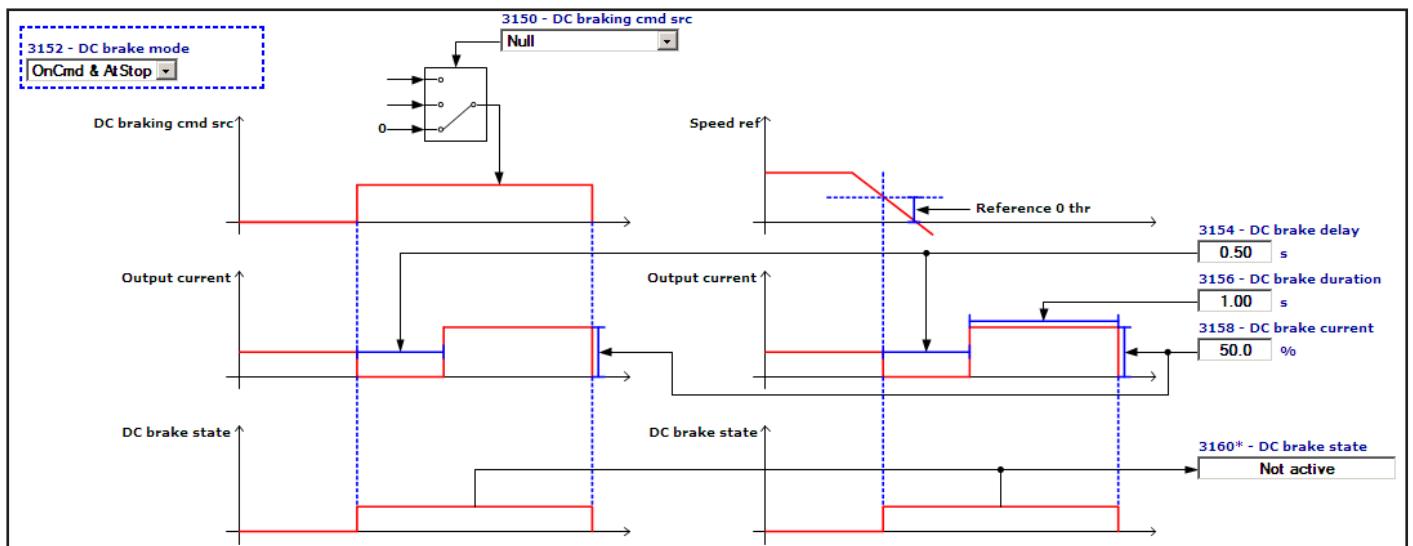 3150 - DC braking cmd src
Null
3152 - DC brake mode
OnCmd & AtStop
0
DC braking cmd src
Speed ref
Reference 0 thr
3154 - DC brake delay
0.50 s
Output current
Output current
3156 - DC brake duration
1.00 s
3158 - DC brake current
50.0 %
DC brake state
DC brake state
3160* - DC brake state
Not active